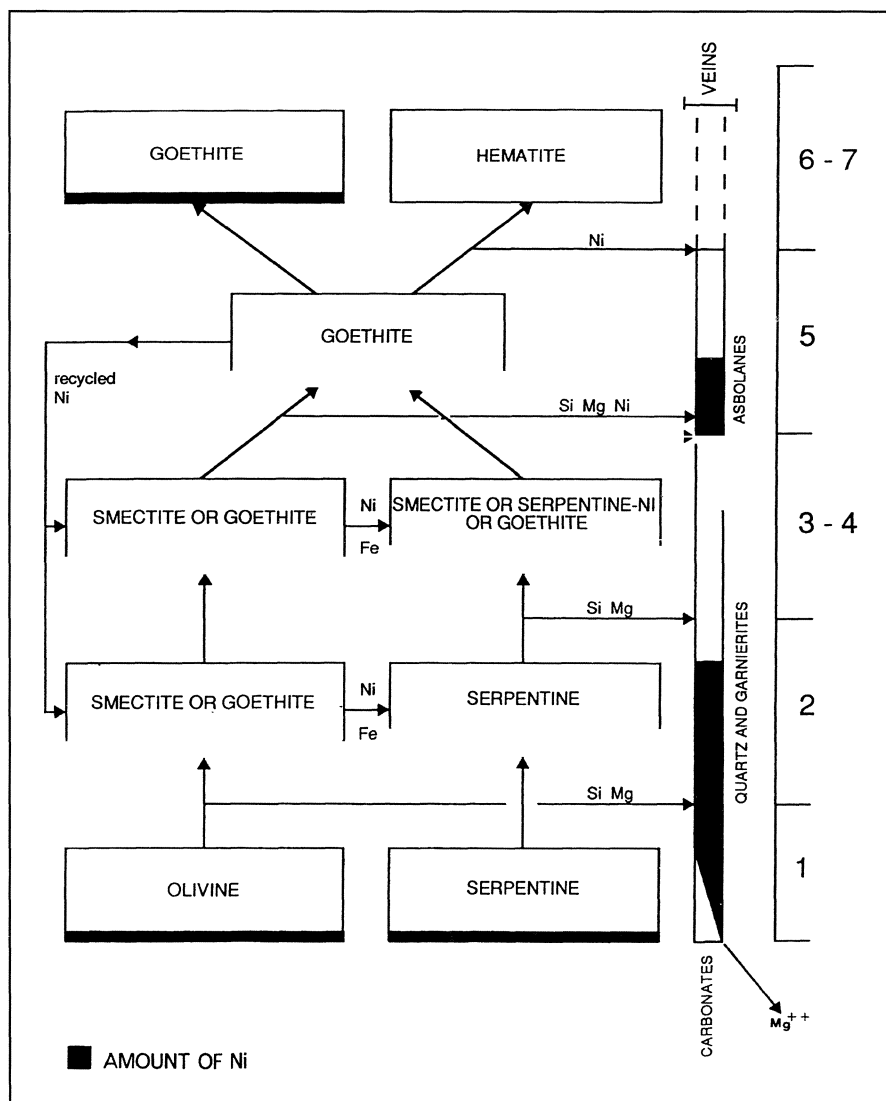 VEINS
GOETHITE
HEMATITE
6 - 7
Ni
GOETHITE
5
recycled
Ni
Si Mg Ni
ASBOLANES
SMECTITE OR GOETHITE
Ni
Fe
SMECTITE OR SERPENTINE-NI
OR GOETHITE
3 - 4
Si Mg
SMECTITE OR GOETHITE
Ni
Fe
SERPENTINE
2
QUARTZ AND GARNIERITES
Si Mg
OLIVINE
SERPENTINE
1
CARBONATES
Mg++
AMOUNT OF Ni